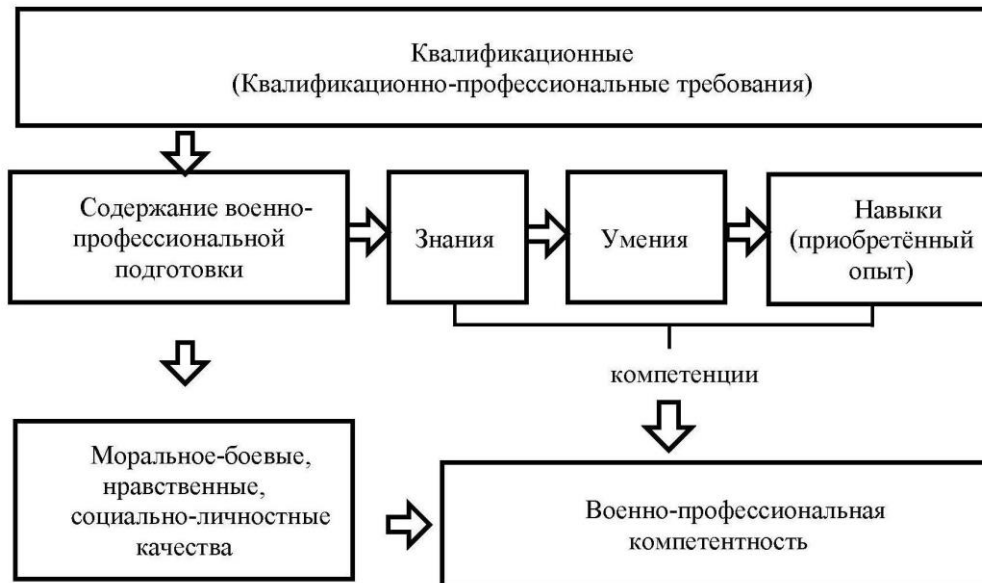 Квалификационные
(Квалификационно-профессиональные требования)
Содержание военно-
профессиональной
подготовки
Знания
Умения
Навыки
(приобретённый
опыт)
компетенции
Моральное-боевые,
нравственные,
социально-личностные
качества
Военно-профессиональная
компетентность